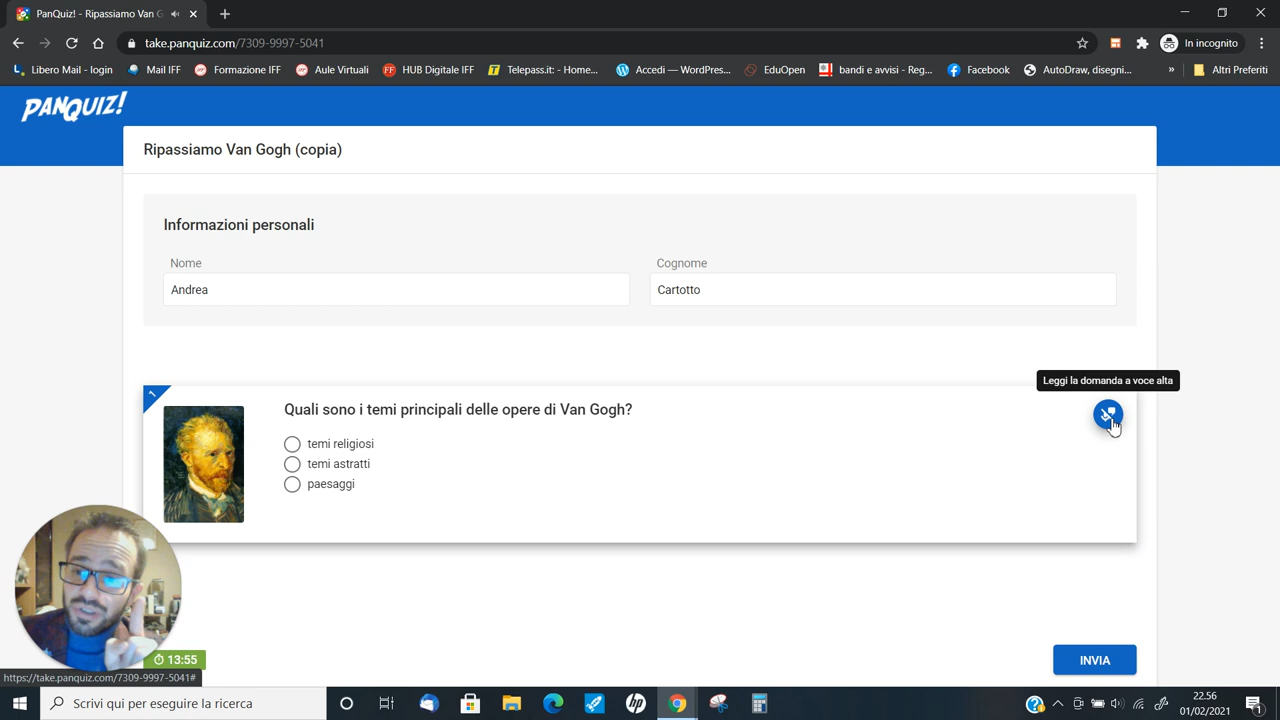 PanQuiz! - Ripassiamo Van G
take.panquiz.com/7309-9997-5041
In incognito
Libero Mail - login
Mail IFF
Formazione IFF
Aule Virtuali
HUB Digitale IFF
Telepass.it: - Home...
Accedi — WordPres...
EduOpen
bandi e avvisi - Reg...
Facebook
AutoDraw, disegni...
»
Altri Preferiti
PANQUIZ!
Ripassiamo Van Gogh (copia)
Informazioni personali
Nome
Cognome
Andrea
Cartotto
Leggi la domanda a voce alta
1
Quali sono i temi principali delle opere di Van Gogh?
temi religiosi
temi astratti
paesaggi
13:55
INVIA
https://take.panquiz.com/7309-9997-5041#
Scrivi qui per eseguire la ricerca
hp
22.56
01/02/2021
1